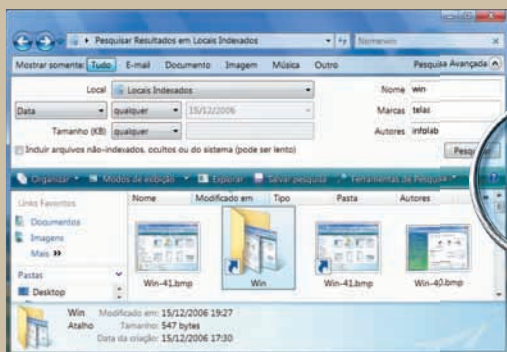 Pesquisar Resultados em Locais Indexados
Mostrar somente: Tudo E-mail Documento Imagem Música Outro Pesquisa Avançada
Local Locais Indexados Nome win
Data qualquer 15/12/2006 Marcas telas
Tamanho (KB) qualquer Autores infolab
Incluir arquivos não-indexados, ocultos ou do sistema (pode ser lento)
Organizar Modos de exibição Explorar Salvar pesquisa Ferramentas de Pesquisa
Links Favoritos Nome Modificado em Tipo Pasta Autores
Documentos
Imagens
Mais
Pastas
Desktop
Win-41.bmp Win Win-41.bmp Win-40.bmp
Win Modificado em: 15/12/2006 19:27
Atalho Tamanho: 547 bytes
Data da criação: 15/12/2006 17:30